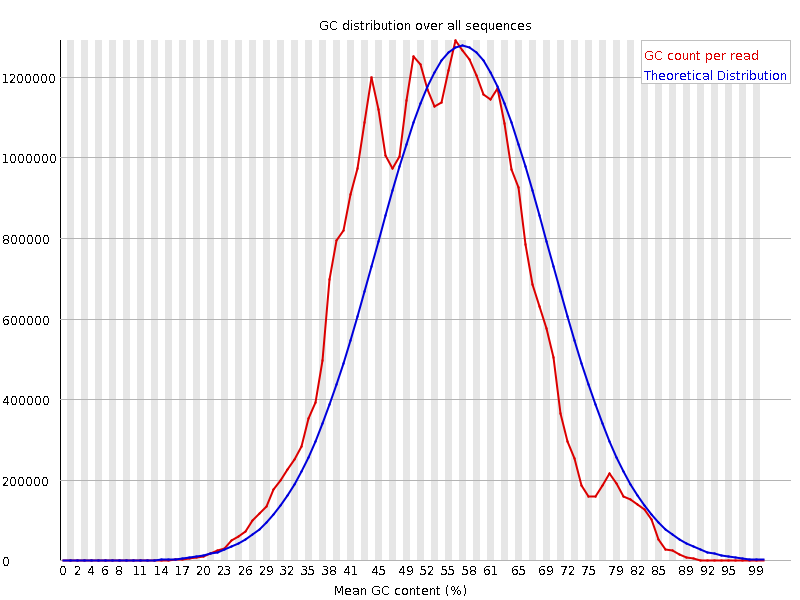 GC distribution over all sequences
GC count per read
Theoretical Distribution
1200000
1000000
800000
600000
400000
200000
0
0 2 4 6 8 11 14 17 20 23 26 29 32 35 38 41 45 49 52 55 58 61 65 69 72 75 79 82 85 89 92 95 99
Mean GC content (%)